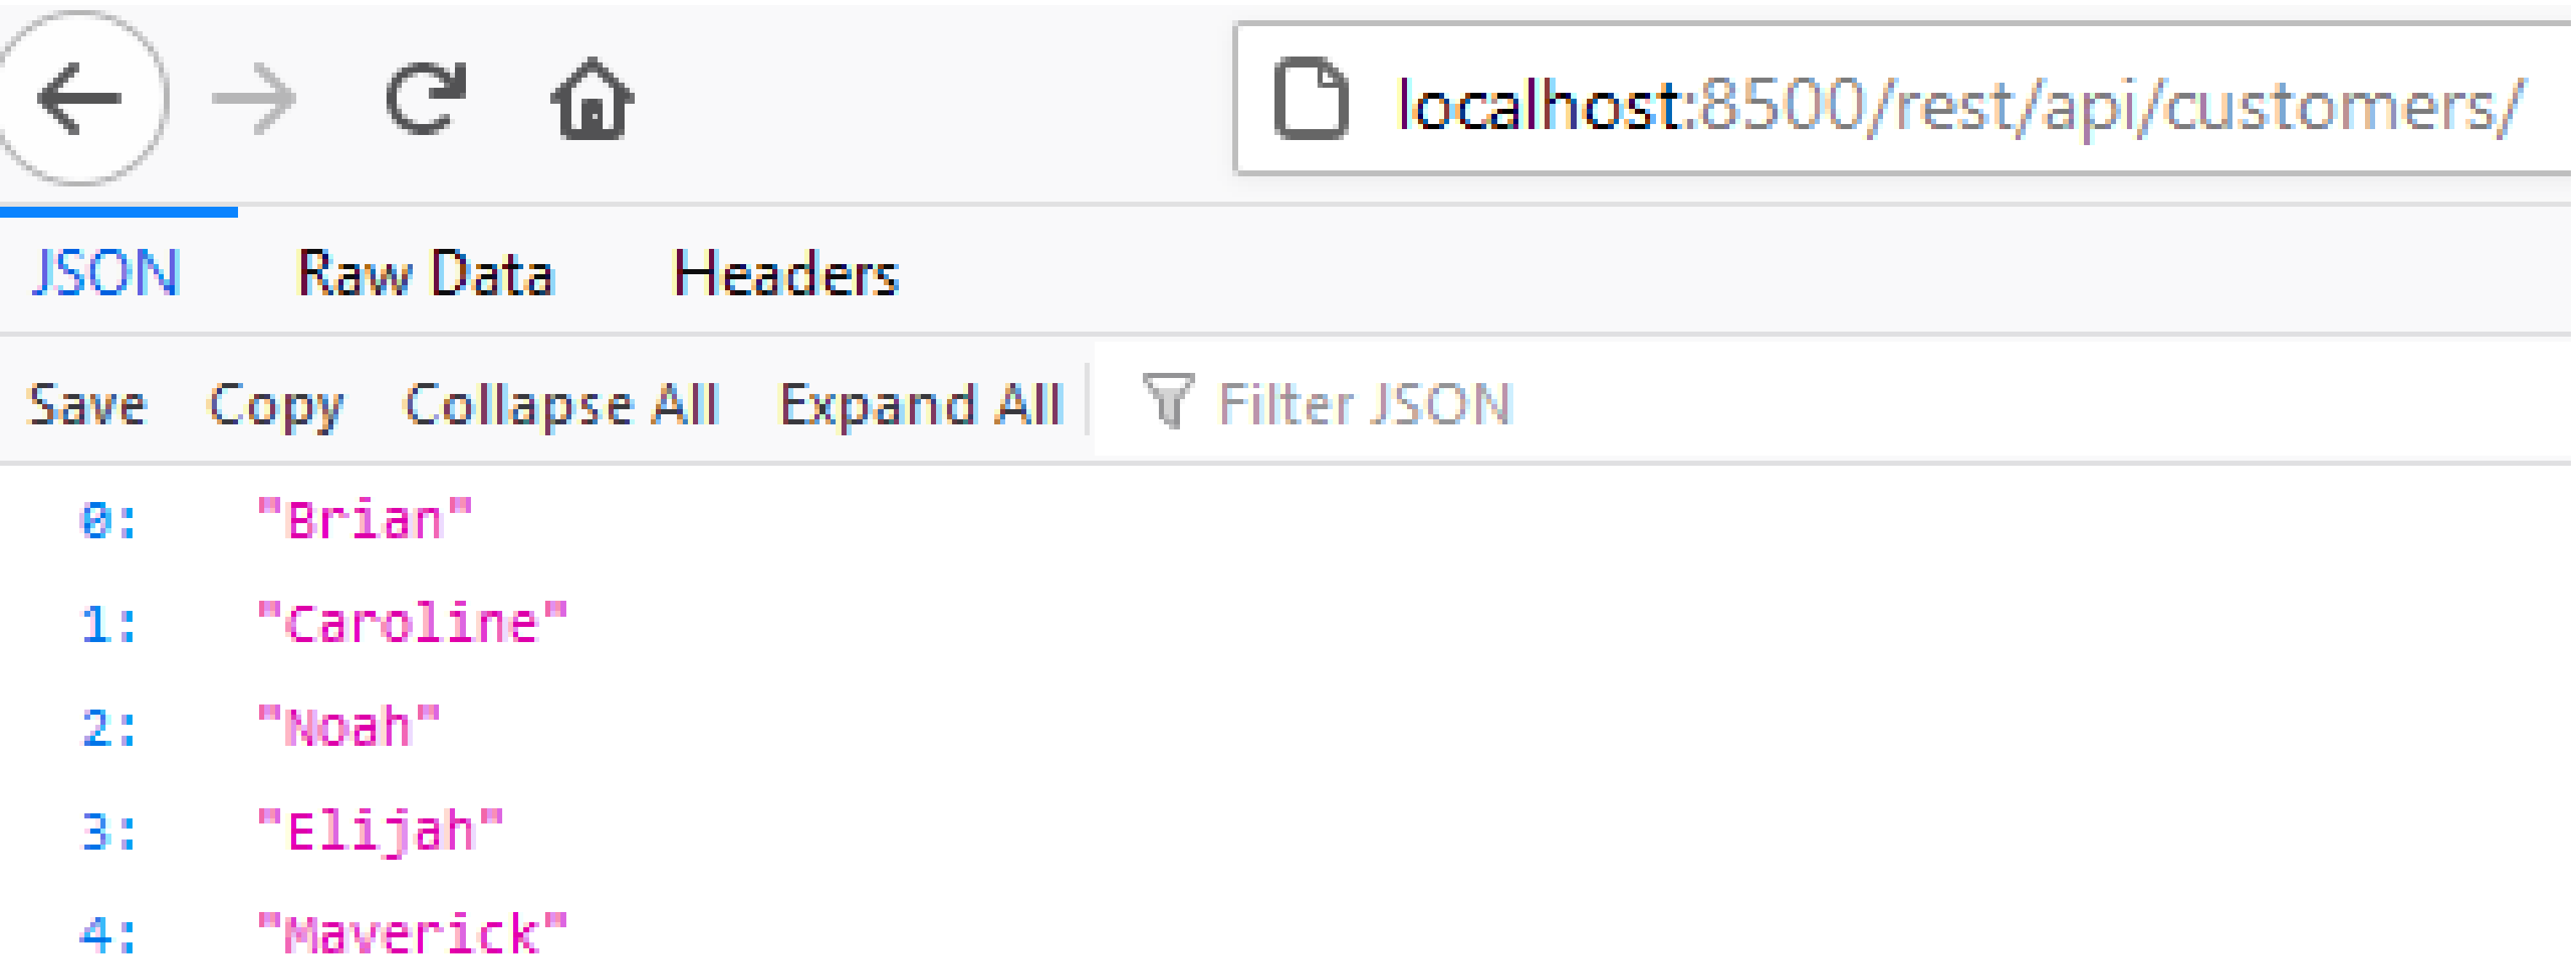 localhost:8500/rest/api/customers/
JSON Raw Data Headers
Save Copy Collapse All Expand All Filter JSON
0: "Brian"
1: "Caroline"
2: "Noah"
3: "Elijah"
4: "Maverick"